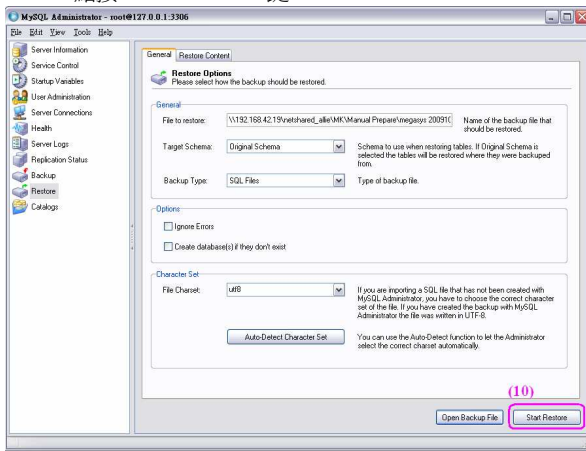 MySQL Administrator - root@127.0.0.1:3306
File Edit View Tools Help
Server Information
Service Control
Startup Variables
User Administration
Server Connections
Health
Server Logs
Replication Status
Backup
Restore
Catalogs
General Restore Content
Restore Options
Please select how the backup should be restored.
General
File to restore: \\192.168.42.19\netshared_allie\MK\Manual Prepare\megasys 20091 Name of the backup file that
should be restored.
Target Schema: Original Schema Schema to use when restoring tables. If Original Schema is
selected the tables will be restored where they were backuped
from.
Backup Type: SQL Files Type of backup file.
Options
Ignore Errors
Create database(s) if they don't exist
Character Set
File Charset: utf8 If you are importing a SQL file that has not been created with
MySQL Administrator, you have to choose the correct character
set of the file. If you have created the backup with MySQL
Administrator the file was written in UTF-8.
Auto-Detect Character Set You can use the Auto-Detect function to let the Administrator
select the correct charset automatically.
(10)
Open Backup File Start Restore